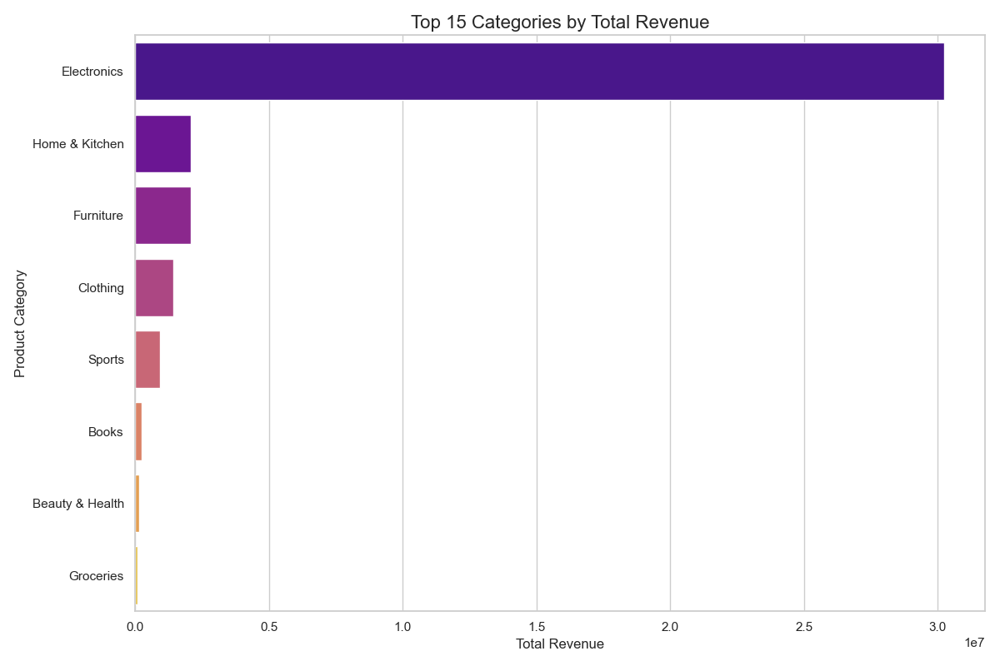 Top 15 Categories by Total Revenue
Product Category
Electronics
Home & Kitchen
Furniture
Clothing
Sports
Books
Beauty & Health
Groceries
0.0 0.5 1.0 1.5 2.0 2.5 3.0
1e7
Total Revenue